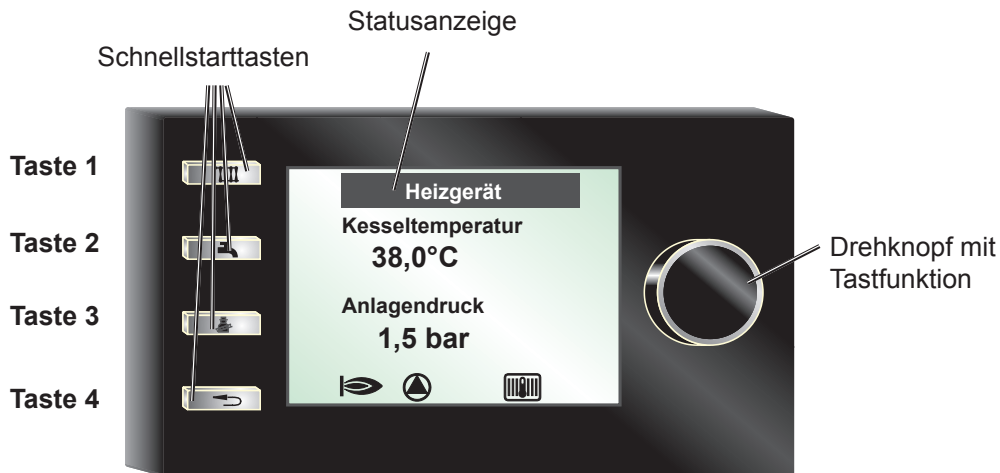 Statusanzeige
Schnellstarttasten
Taste 1
Heizgerät
Kesseltemperatur
Taste 2
38,0°C
Drehknopf mit
Tastfunktion
Anlagendruck
Taste 3
1,5 bar
Taste 4